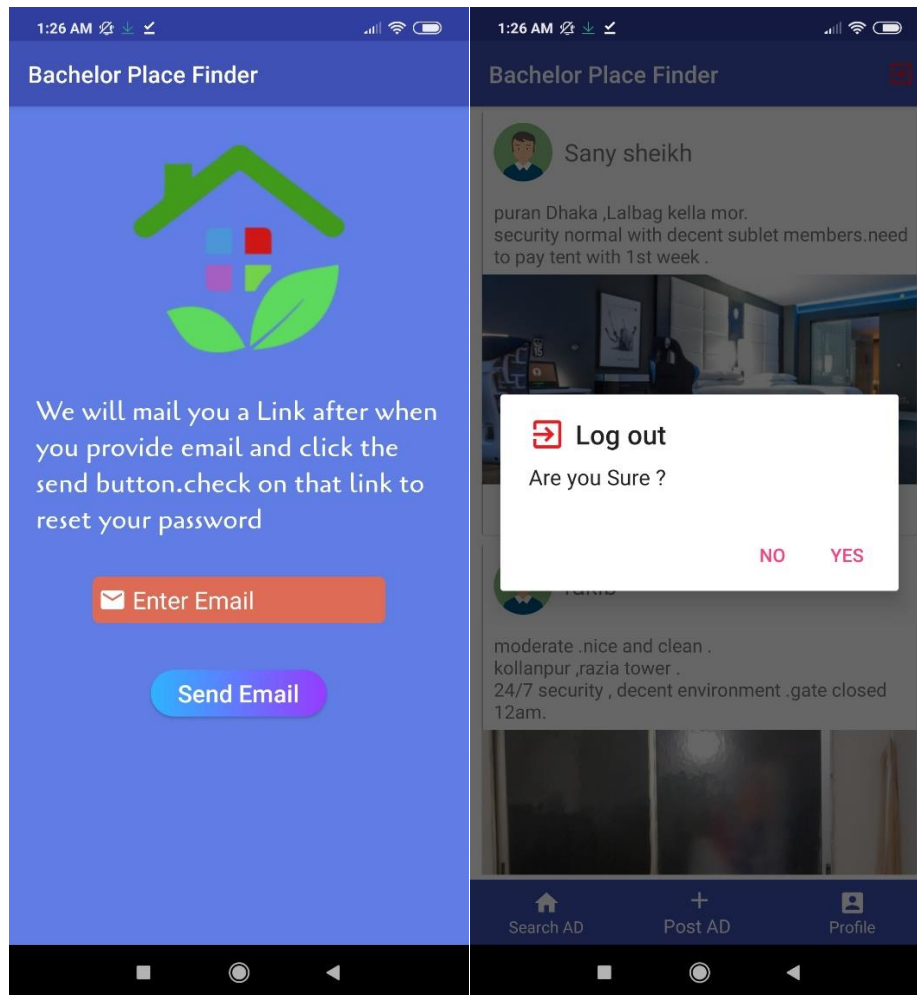 1:26 AM
Bachelor Place Finder
We will mail you a Link after when
you provide email and click the
send button.check on that link to
reset your password
Enter Email
Send Email
1:26 AM
Bachelor Place Finder
Sany sheikh
puran Dhaka ,Lalbag kella mor.
security normal with decent sublet members.need
to pay tent with 1st week .
Log out
Are you Sure ?
NO YES
moderate .nice and clean .
kollanpur ,razia tower .
24/7 security , decent environment .gate closed
12am.
Search AD Post AD Profile